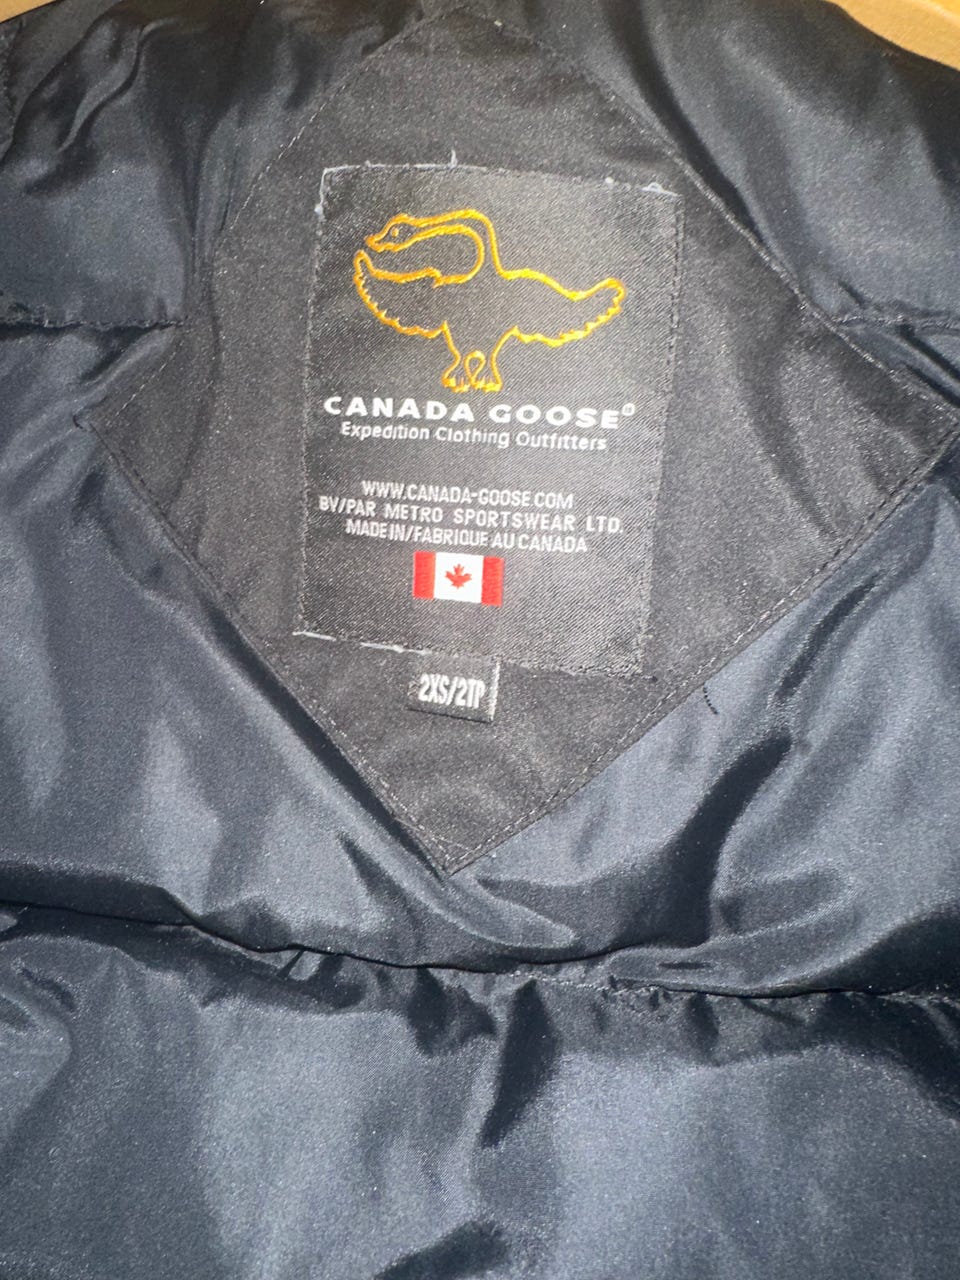 CANADA GOOSE®
Expedition Clothing Outfitters
WWW.CANADA-GOOSE.COM
BY/PAR METRO SPORTSWEAR LTD.
MADE IN/FABRIQUE AU CANADA
2XS/2TP